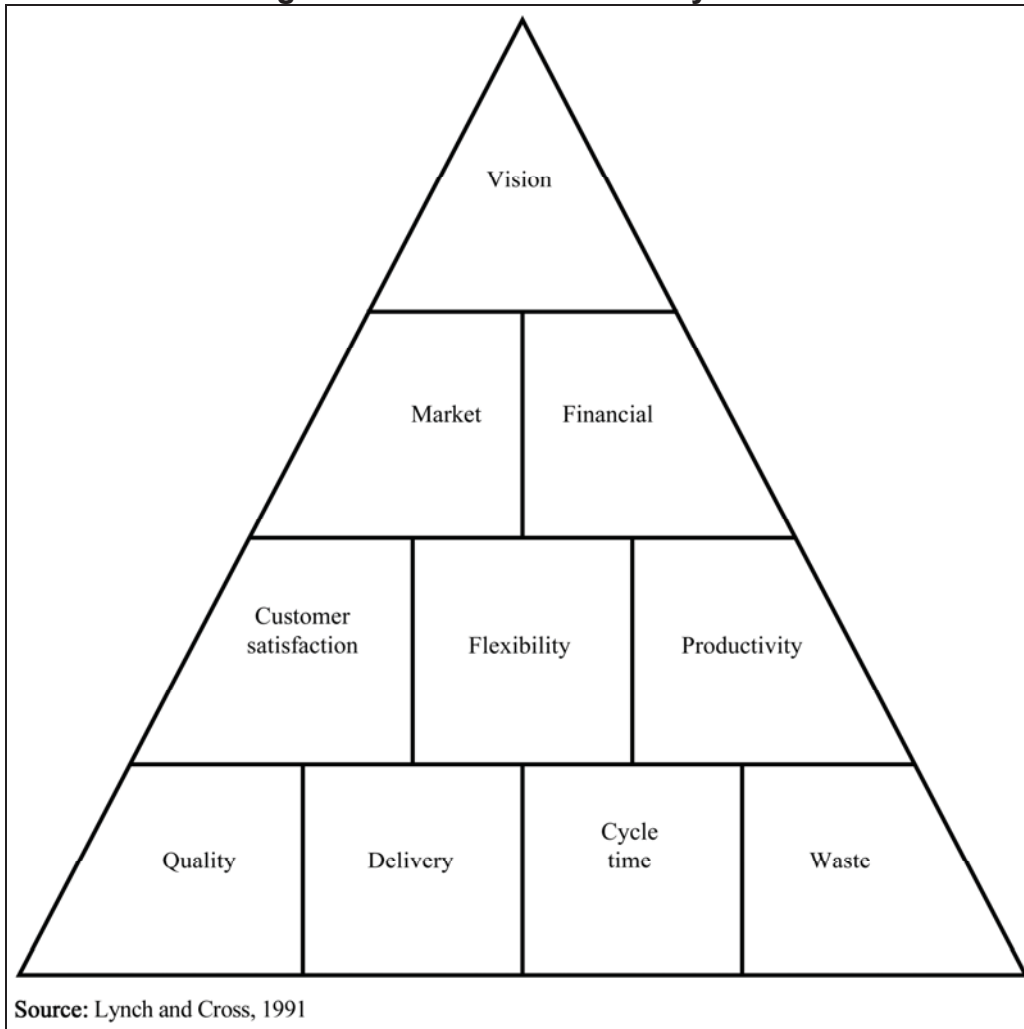 Vision
Market Financial
Customer
satisfaction
Flexibility
Productivity
Quality
Delivery
Cycle
time
Waste
Source: Lynch and Cross, 1991